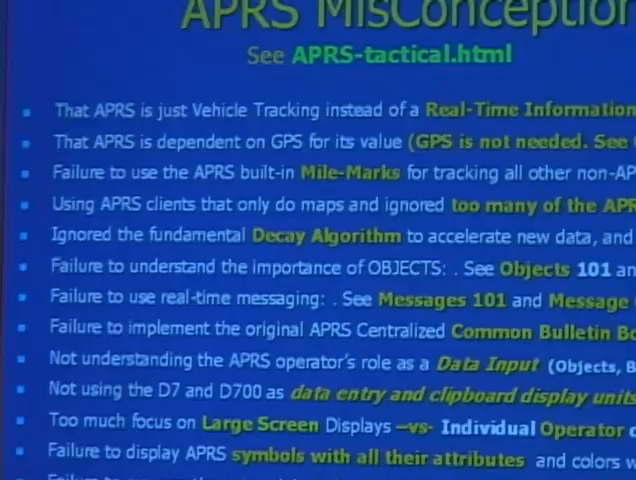 APRS MisConception
See APRS-tactical.html
That APRS is just Vehicle Tracking instead of a Real-Time Information
That APRS is dependent on GPS for its value (GPS is not needed. See
Failure to use the APRS built-in Mile-Marks for tracking all other non-AP
Using APRS clients that only do maps and ignored too many of the APR
Ignored the fundamental Decay Algorithm to accelerate new data, and
Failure to understand the importance of OBJECTS: . See Objects 101 an
Failure to use real-time messaging: . See Messages 101 and Message
Failure to implement the original APRS Centralized Common Bulletin Bo
Not understanding the APRS operator's role as a Data Input (Objects, B
Not using the D7 and D700 as data entry and clipboard display units
Too much focus on Large Screen Displays –vs- Individual Operator
Failure to display APRS symbols with all their attributes and colors w